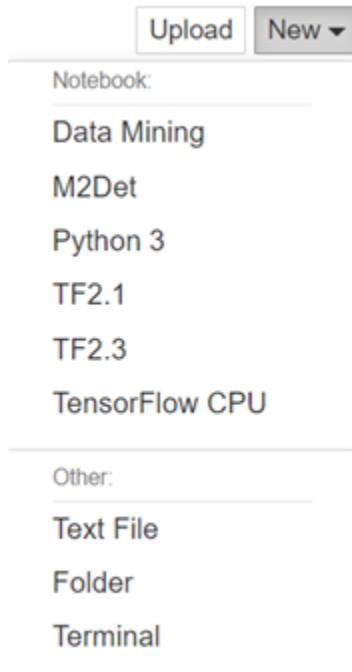 Upload New
Notebook:
Data Mining
M2Det
Python 3
TF2.1
TF2.3
TensorFlow CPU
Other:
Text File
Folder
Terminal